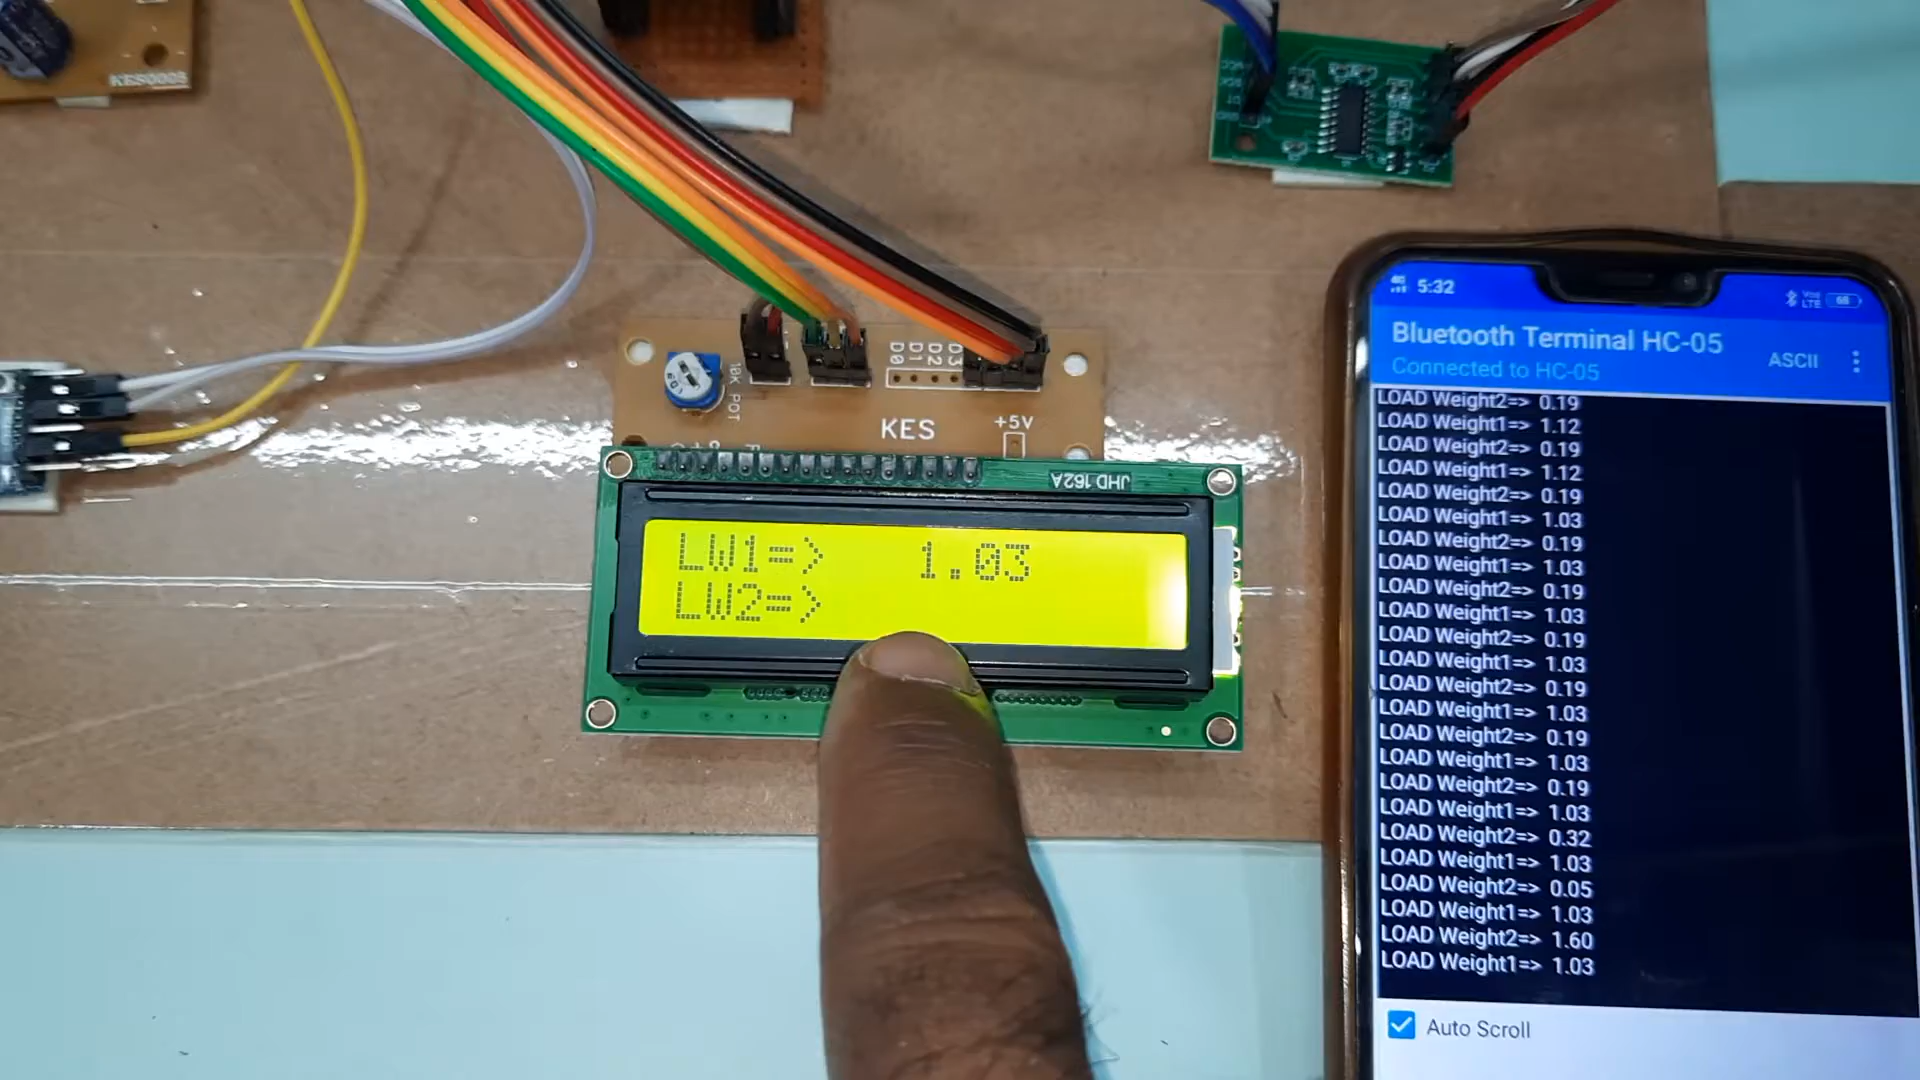 KES0005
10K POT
D0
D1
D2
D3
KES
+5V
JHD 162A
LW1=> 1.03
LW2=>
4G 5:32
VoD LTE 68
Bluetooth Terminal HC-05
Connected to HC-05
ASCII
LOAD Weight2=> 0.19
LOAD Weight1=> 1.12
LOAD Weight2=> 0.19
LOAD Weight1=> 1.12
LOAD Weight2=> 0.19
LOAD Weight1=> 1.03
LOAD Weight2=> 0.19
LOAD Weight1=> 1.03
LOAD Weight2=> 0.19
LOAD Weight1=> 1.03
LOAD Weight2=> 0.19
LOAD Weight1=> 1.03
LOAD Weight2=> 0.19
LOAD Weight1=> 1.03
LOAD Weight2=> 0.19
LOAD Weight1=> 1.03
LOAD Weight2=> 0.19
LOAD Weight1=> 1.03
LOAD Weight2=> 0.32
LOAD Weight1=> 1.03
LOAD Weight2=> 0.05
LOAD Weight1=> 1.03
LOAD Weight2=> 1.60
LOAD Weight1=> 1.03
Auto Scroll